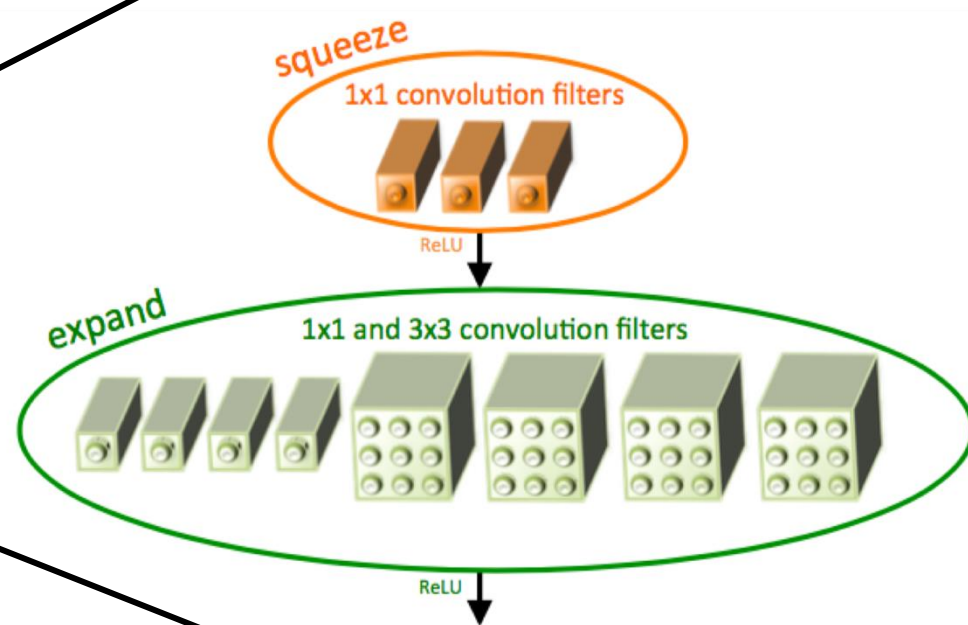 squeeze
1x1 convolution filters
ReLU
expand
1x1 and 3x3 convolution filters
ReLU